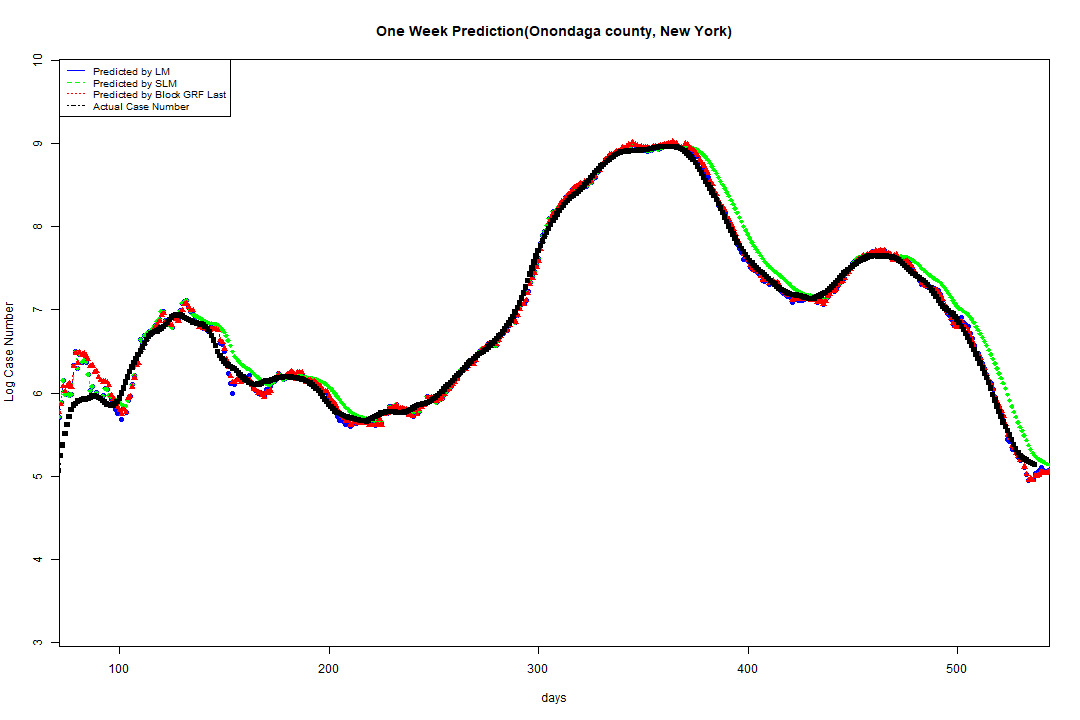 One Week Prediction(Onondaga county, New York)
Predicted by LM
Predicted by SLM
Predicted by Block GRF Last
Actual Case Number
10
9
8
7
6
5
4
3
Log Case Number
100
200
300
400
500
days